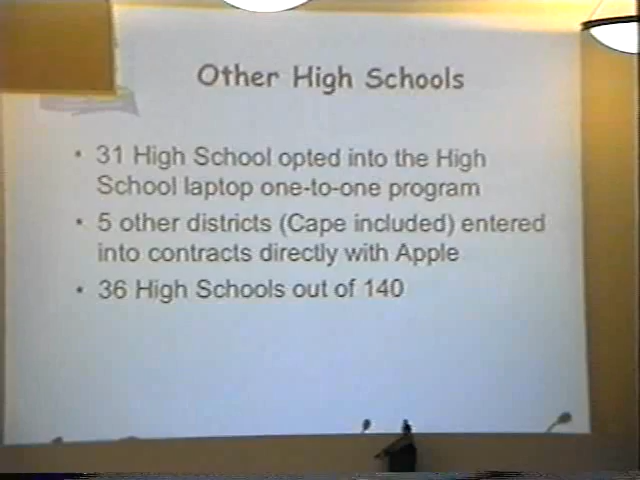 Other High Schools
• 31 High School opted into the High
School laptop one-to-one program
• 5 other districts (Cape included) entered
into contracts directly with Apple
• 36 High Schools out of 140